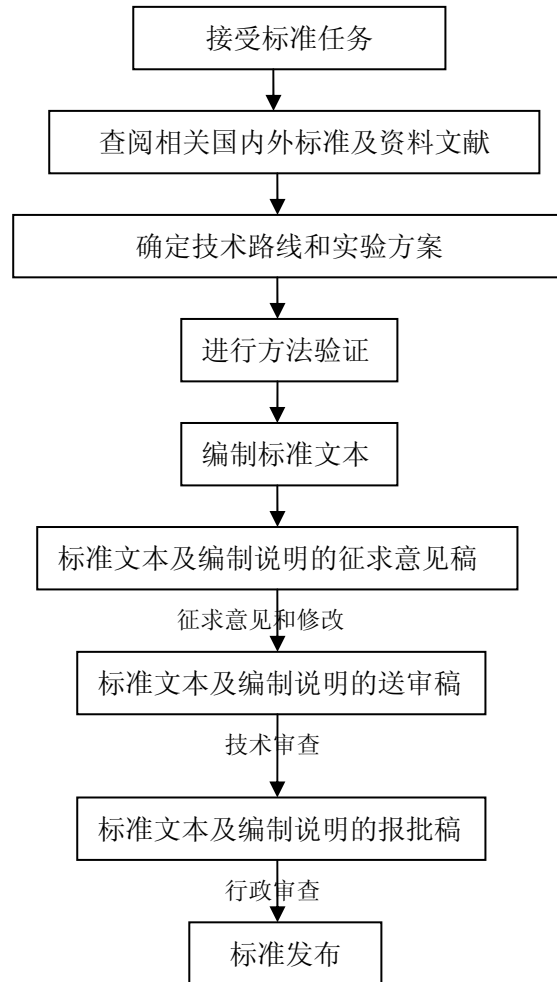 接受标准任务
查阅相关国内外标准及资料文献
确定技术路线和实验方案
进行方法验证
编制标准文本
标准文本及编制说明的征求意见稿
征求意见和修改
标准文本及编制说明的送审稿
技术审查
标准文本及编制说明的报批稿
行政审查
标准发布